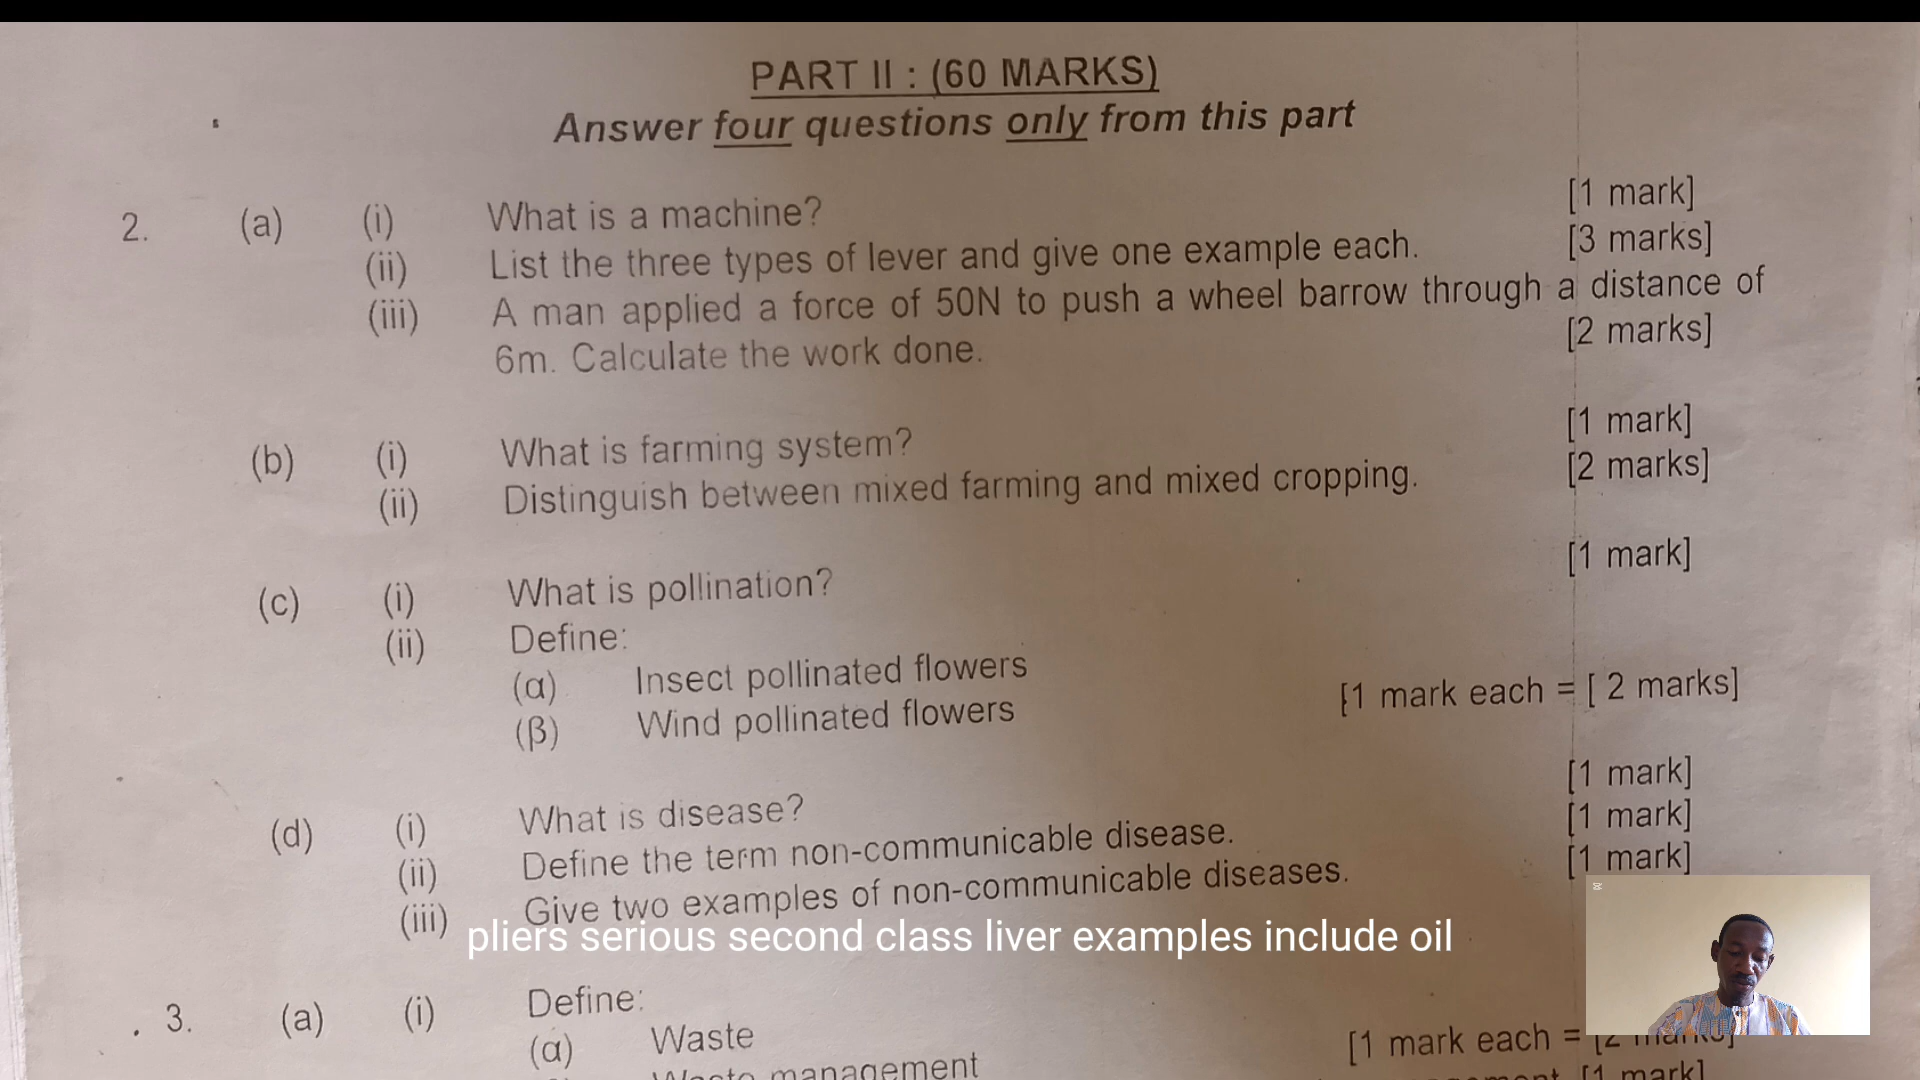 PART II : (60 MARKS)
Answer four questions only from this part
2. (a) (i) What is a machine? [1 mark]
(ii) List the three types of lever and give one example each. [3 marks]
(iii) A man applied a force of 50N to push a wheel barrow through a distance of
6m. Calculate the work done. [2 marks]
(b) (i) What is farming system? [1 mark]
(ii) Distinguish between mixed farming and mixed cropping. [2 marks]
(c) (i) What is pollination? [1 mark]
(ii) Define:
(α) Insect pollinated flowers
(β) Wind pollinated flowers [1 mark each = [ 2 marks]
(d) (i) What is disease? [1 mark]
(ii) Define the term non-communicable disease. [1 mark]
(iii) Give two examples of non-communicable diseases. [1 mark]
pliers serious second class liver examples include oil
3. (a) (i) Define:
(α) Waste [1 mark each = [2 marks]
Waste management [1 mark]